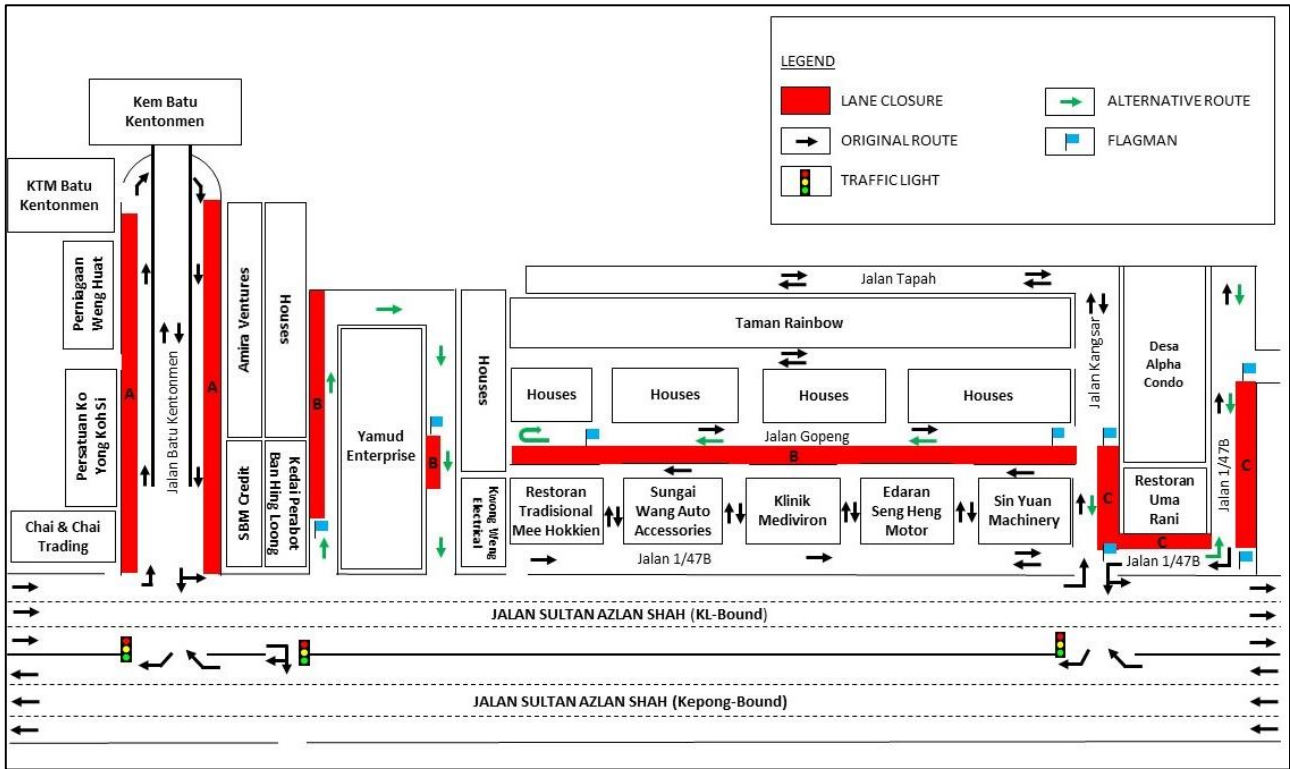 LEGEND
LANE CLOSURE
ALTERNATIVE ROUTE
ORIGINAL ROUTE
FLAGMAN
TRAFFIC LIGHT
Kem Batu
Kentonmen
KTM Batu
Kentonmen
Perniagaan
Weng Huat
Persatuan Ko
Yong Koh Si
Chai & Chai
Trading
A
Jalan Batu Kentonmen
A
Amira Ventures
SBM Credit
Houses
Kedai Perabot
Ban Hing Loong
B
Yamud
Enterprise
B
Houses
Kwong Weng
Electrical
Jalan Tapah
Taman Rainbow
Houses
Houses
Houses
Houses
Jalan Gopeng
B
Restoran
Tradisional
Mee Hokkien
Sungai
Wang Auto
Accessories
Klinik
Mediviron
Edaran
Seng Heng
Motor
Sin Yuan
Machinery
Jalan 1/47B
Jalan Kangsar
C
Desa
Alpha
Condo
Restoran
Uma
Rani
C
Jalan 1/47B
Jalan 1/47B
C
JALAN SULTAN AZLAN SHAH (KL-Bound)
JALAN SULTAN AZLAN SHAH (Kepong-Bound)